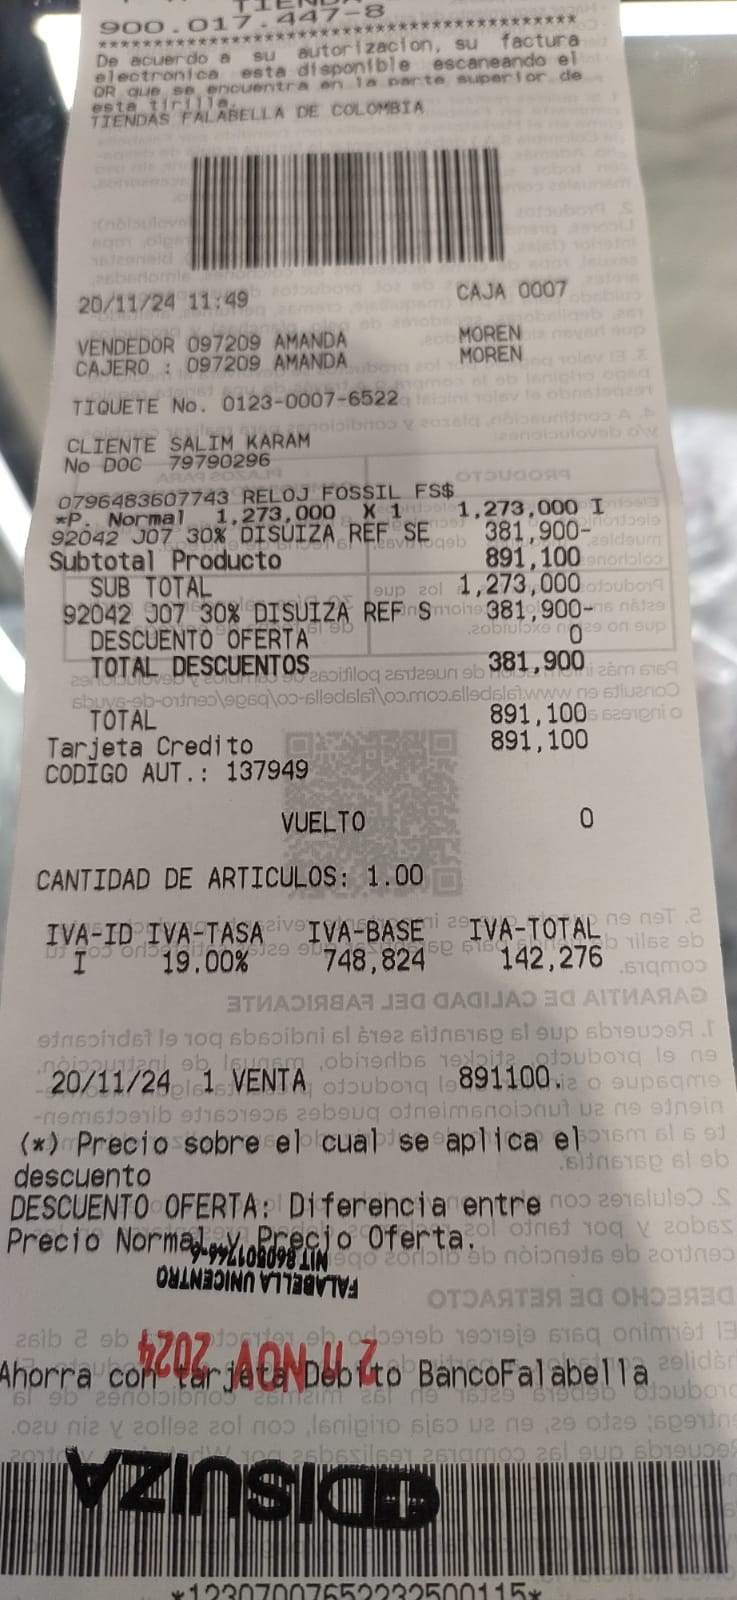 900.017.447-8
****************************************
De acuerdo a su autorizacion, su factura
electronica esta disponible escaneando el
QR que se encuentra en la parte superior de
esta tirilla.
TIENDAS FALABELLA DE COLOMBIA
20/11/24 11:49 CAJA 0007
VENDEDOR 097209 AMANDA MOREN
CAJERO : 097209 AMANDA MOREN
TIQUETE No. 0123-0007-6522
CLIENTE SALIM KARAM
No DOC 79790296
0796483607743 RELOJ FOSSIL FS$
*P. Normal 1,273,000 X 1 1,273,000 I
92042 J07 30% DISUIZA REF SE 381,900-
Subtotal Producto 891,100
SUB TOTAL 1,273,000
92042 J07 30% DISUIZA REF S 381,900-
DESCUENTO OFERTA 0
TOTAL DESCUENTOS 381,900
TOTAL 891,100
Tarjeta Credito 891,100
CODIGO AUT.: 137949
VUELTO 0
CANTIDAD DE ARTICULOS: 1.00
IVA-ID IVA-TASA IVA-BASE IVA-TOTAL
I 19.00% 748,824 142,276
20/11/24 1 VENTA 891100.
(*) Precio sobre el cual se aplica el
descuento
DESCUENTO OFERTA: Diferencia entre
Precio Normal y Precio Oferta.
FALABELLA UNICENTRO
NOV 2024
Ahorra con tarjeta Debito BancoFalabella
DISUIZA
*12307007652232500115*